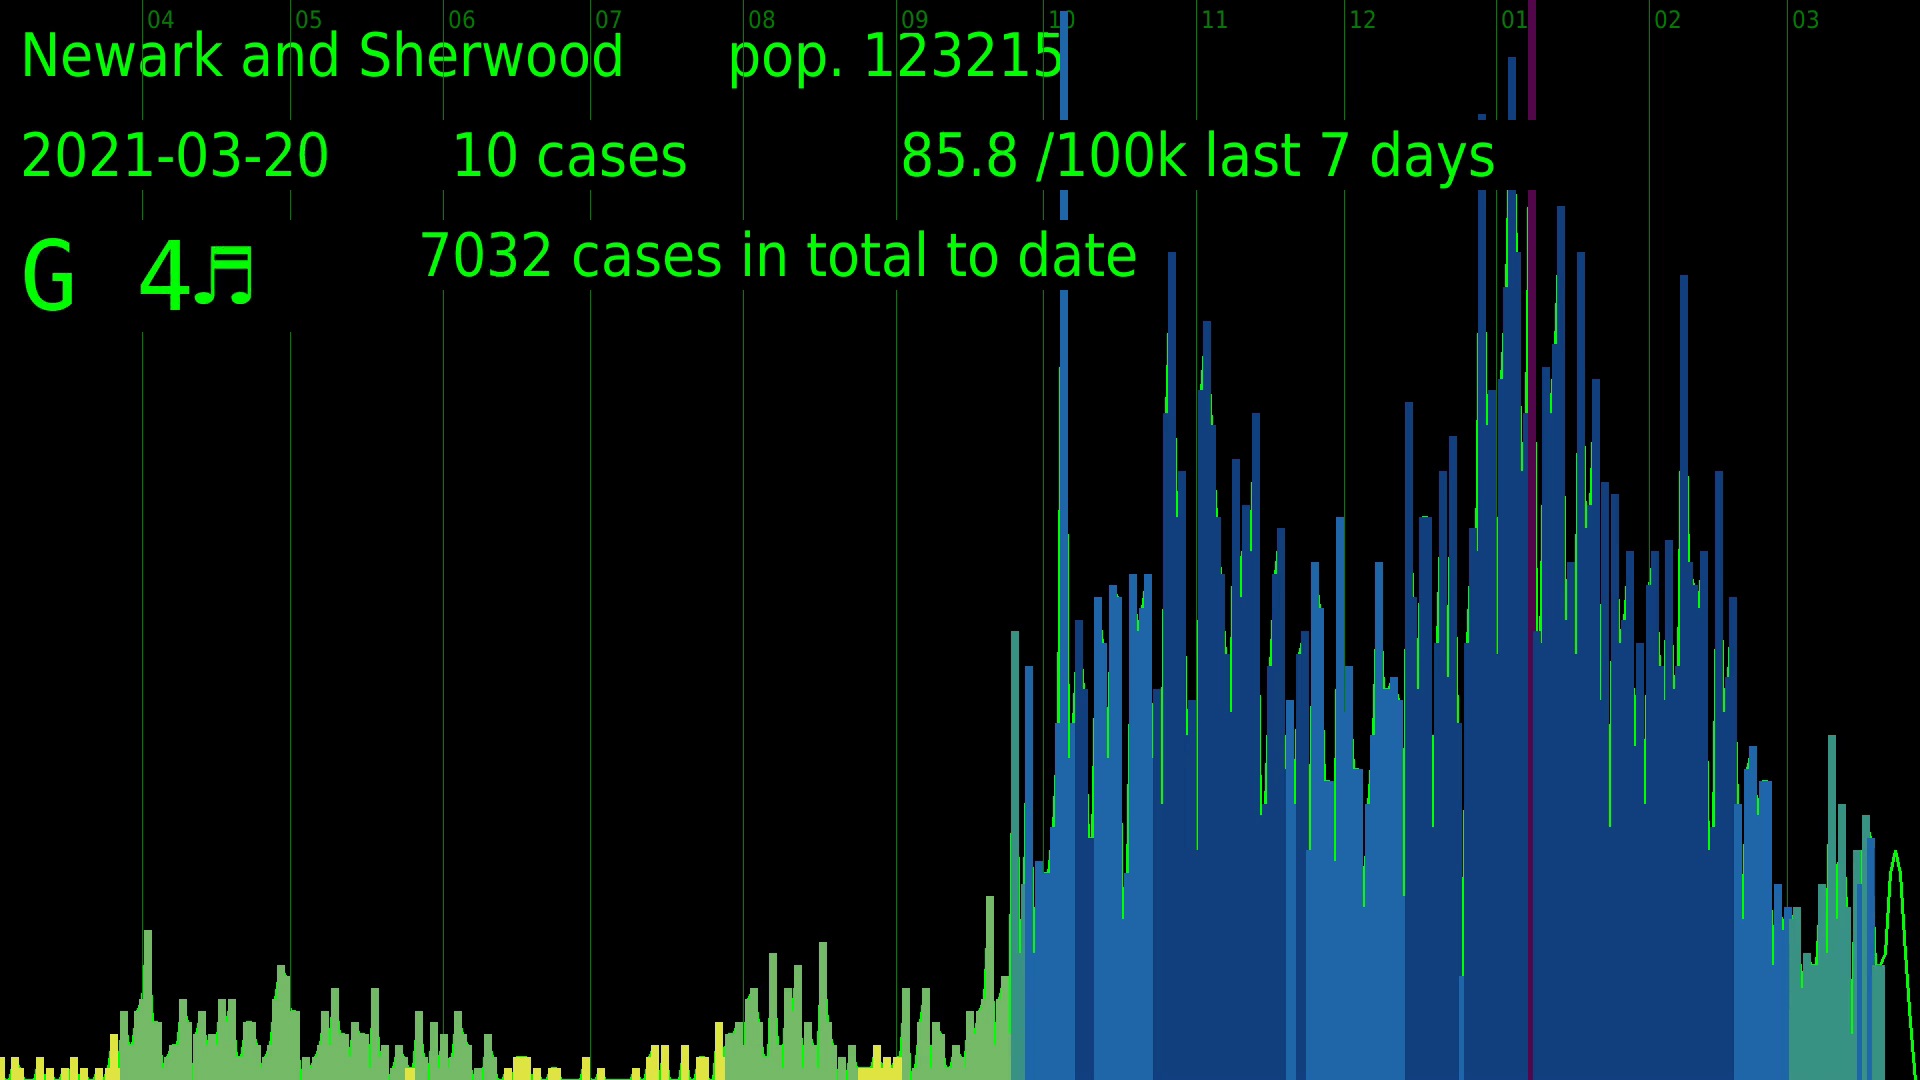 04 05 06 07 08 09 10 11 12 01 02 03
Newark and Sherwood pop. 123215
2021-03-20 10 cases 85.8 /100k last 7 days
G 4♬ 7032 cases in total to date